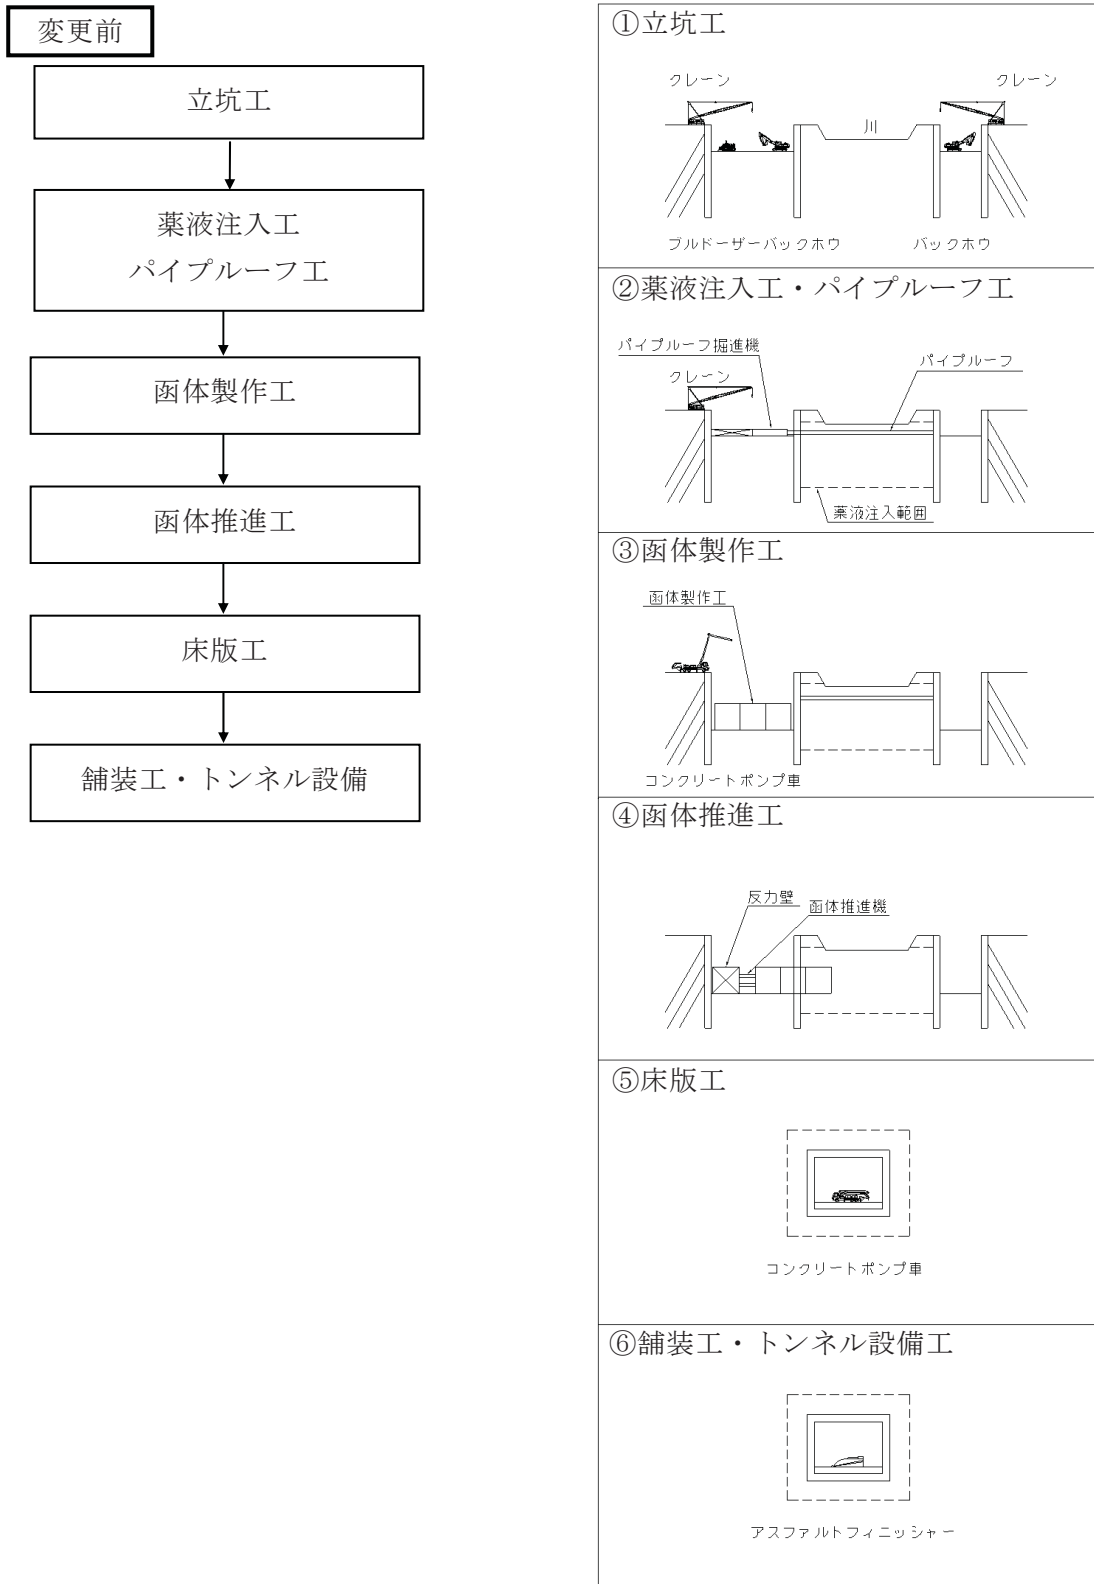 変更前
立坑工
薬液注入工
パイプルーフ工
函体製作工
函体推進工
床版工
舗装工・トンネル設備
①立坑工
クレーン
クレーン
川
ブルドーザーバックホウ
バックホウ
②薬液注入工・パイプルーフ工
パイプルーフ掘進機
パイプルーフ
クレーン
薬液注入範囲
③函体製作工
函体製作工
コンクリートポンプ車
④函体推進工
反力壁
函体推進機
⑤床版工
コンクリートポンプ車
⑥舗装工・トンネル設備工
アスファルトフィニッシャー